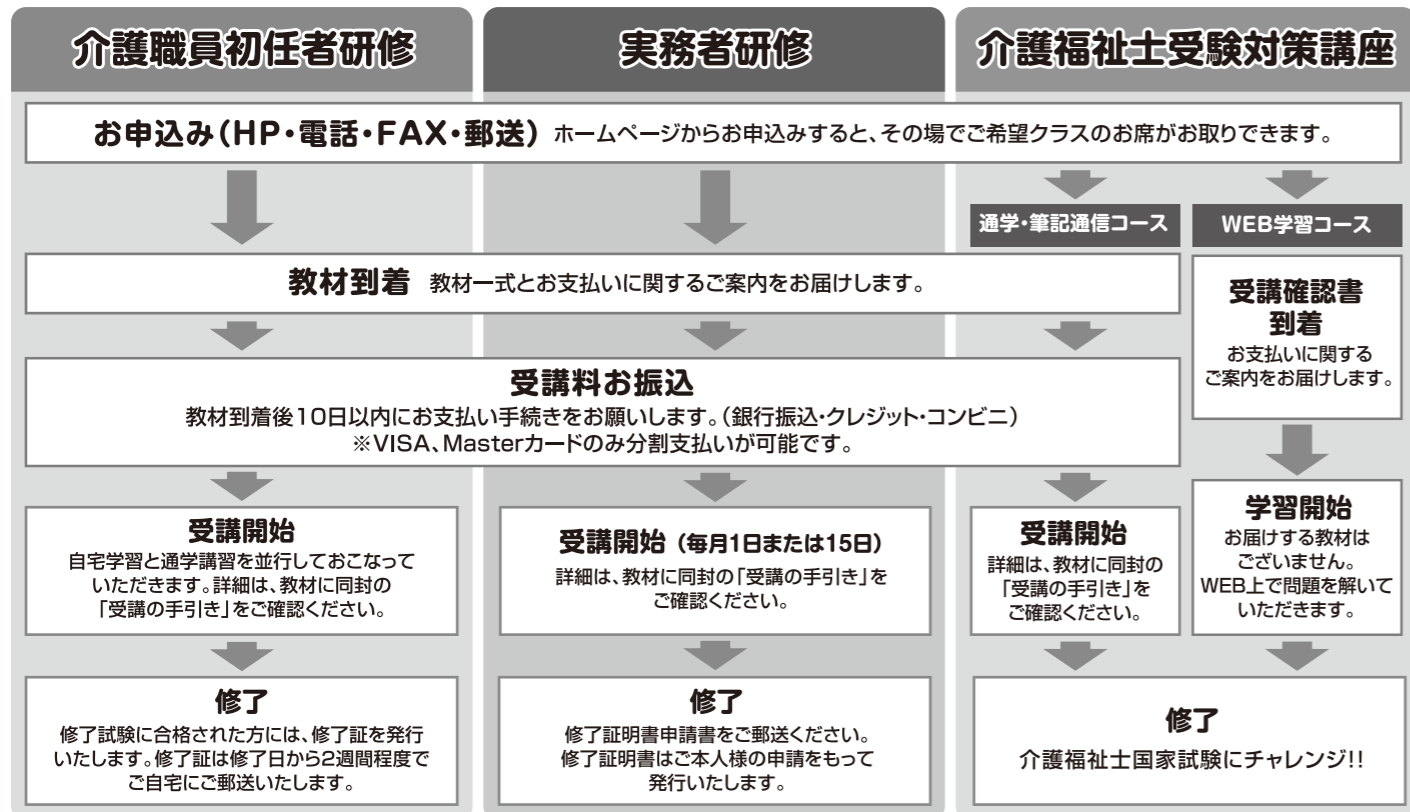 介護職員初任者研修
実務者研修
介護福祉士受験対策講座
お申込み(HP・電話・FAX・郵送) ホームページからお申込みすると、その場でご希望クラスのお席がお取りできます。
通学・筆記通信コース
WEB学習コース
教材到着 教材一式とお支払いに関するご案内をお届けします。
受講確認書
到着
お支払いに関する
ご案内をお届けします。
受講料お振込
教材到着後10日以内にお支払い手続きをお願いします。(銀行振込・クレジット・コンビニ)
※VISA、Masterカードのみ分割支払いが可能です。
受講開始
自宅学習と通学講習を並行しておこなって
いただきます。詳細は、教材に同封の
「受講の手引き」をご確認ください。
受講開始(毎月1日または15日)
詳細は、教材に同封の「受講の手引き」を
ご確認ください。
受講開始
詳細は、教材に同封の
「受講の手引き」を
ご確認ください。
学習開始
お届けする教材は
ございません。
WEB上で問題を解いて
いただきます。
修了
修了試験に合格された方には、修了証を発行
いたします。修了証は修了日から2週間程度で
ご自宅にご郵送いたします。
修了
修了証明書申請書をご郵送ください。
修了証明書はご本人様の申請をもって
発行いたします。
修了
介護福祉士国家試験にチャレンジ!!